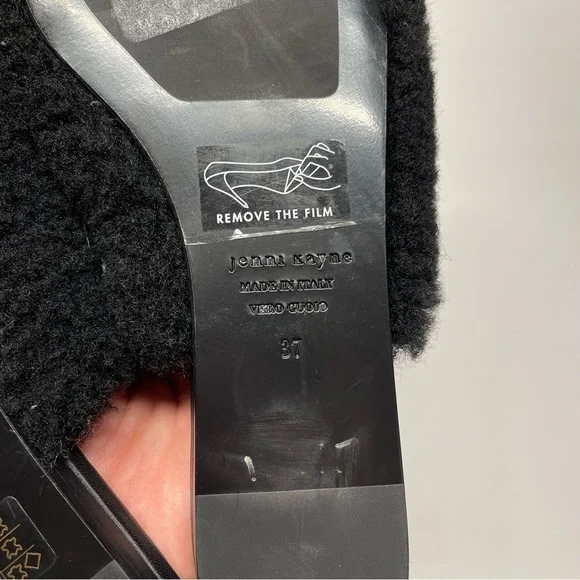 REMOVE THE FILM
jenni kayne
MADE IN ITALY
VERO CUOIO
37